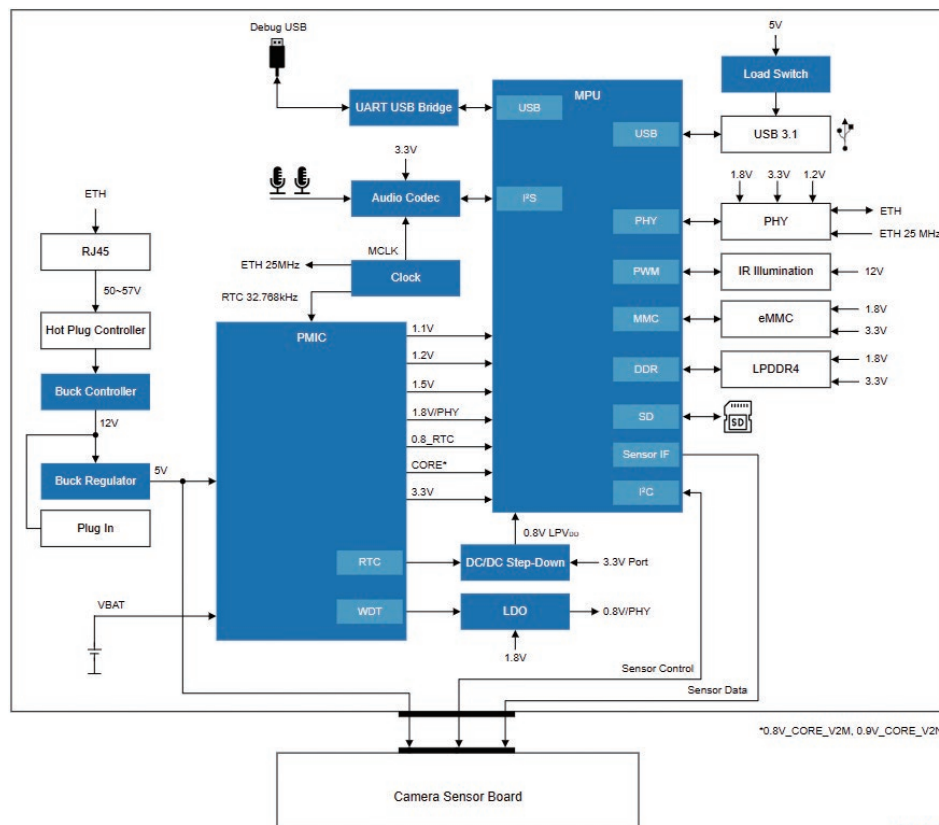 Debug USB
5V
Load Switch
MPU
UART USB Bridge
USB
USB
USB 3.1
3.3V
1.8V
3.3V
1.2V
ETH
Audio Codec
I²S
PHY
PHY
ETH
ETH 25 MHz
MCLK
RJ45
ETH 25MHz
Clock
PWM
IR Illumination
12V
50~57V
RTC 32.768kHz
1.8V
Hot Plug Controller
PMIC
1.1V
MMC
eMMC
3.3V
1.2V
1.8V
Buck Controller
DDR
LPDDR4
3.3V
1.5V
12V
1.8V/PHY
SD
SD
0.8_RTC
Sensor IF
Buck Regulator
5V
CORE*
I²C
3.3V
Plug In
0.8V LPVDD
RTC
DC/DC Step-Down
3.3V Port
VBAT
WDT
LDO
0.8V/PHY
1.8V
Sensor Control
Sensor Data
*0.8V_CORE_V2M, 0.9V_CORE_V2N
Camera Sensor Board